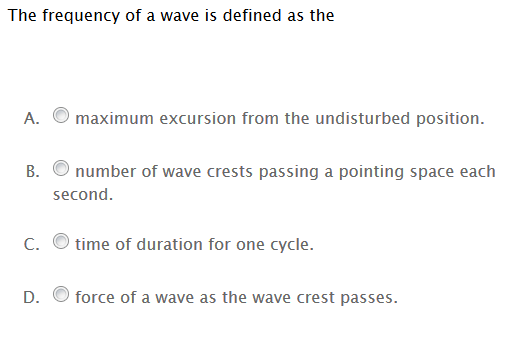 The frequency of a wave is defined as the
A. maximum excursion from the undisturbed position.
B. number of wave crests passing a pointing space each
second.
C. time of duration for one cycle.
D. force of a wave as the wave crest passes.